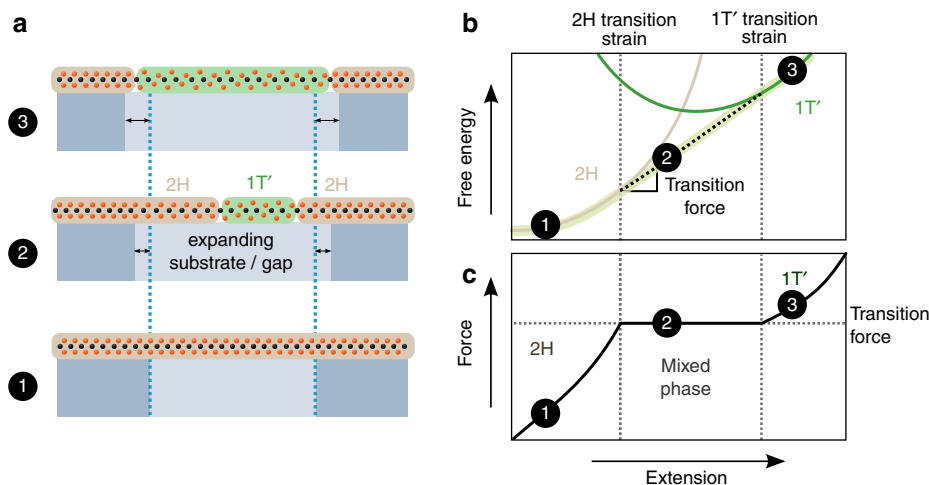 a
3
2H
1T′
2H
2
expanding
substrate / gap
1
b
2H transition
strain
1T′ transition
strain
Free energy
3
1T′
2
2H
Transition
force
1
c
Force
1T′
3
2
Transition
force
2H
Mixed
phase
1
Extension